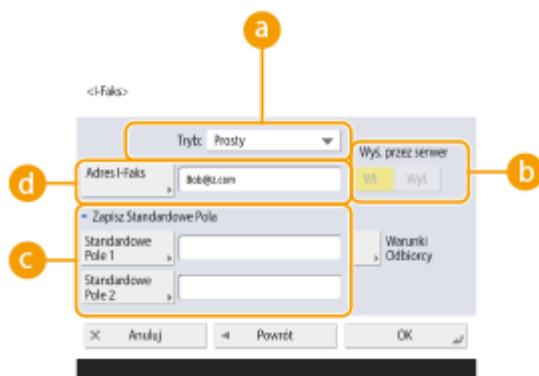 a
<I-Faks>
Tryb: Prosty
Wyś. przez serwer
b
d
Adres I-Faks
Bob@z.com
Wł.
Wył.
c
Zapisz Standardowe Pola
Standardowe
Pole 1
Warunki
Odbiorcy
Standardowe
Pole 2
× Anuluj
Powrót
OK